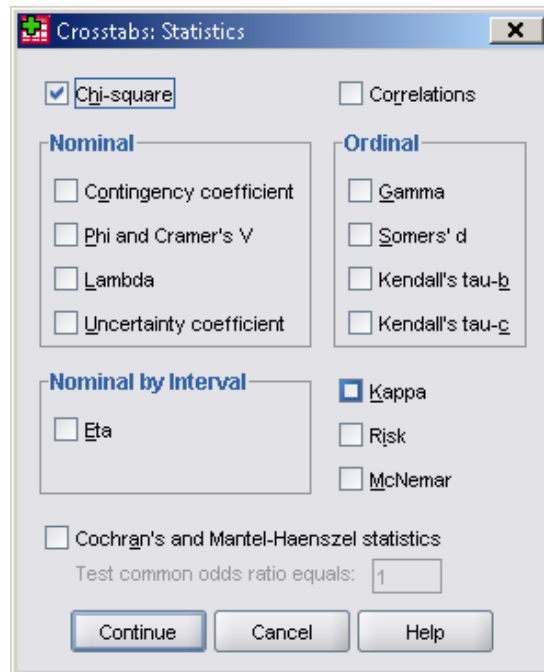 Crosstabs: Statistics
Chi-square
Correlations
Nominal
Contingency coefficient
Phi and Cramer's V
Lambda
Uncertainty coefficient
Ordinal
Gamma
Somers' d
Kendall's tau-b
Kendall's tau-c
Nominal by Interval
Eta
Kappa
Risk
McNemar
Cochran's and Mantel-Haenszel statistics
Test common odds ratio equals: 1
Continue Cancel Help